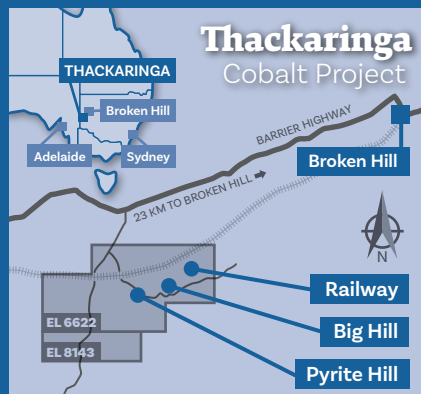 Thackaringa
Cobalt Project
THACKARINGA
Broken Hill
Adelaide
Sydney
BARRIER HIGHWAY
Broken Hill
23 KM TO BROKEN HILL
N
Railway
Big Hill
Pyrite Hill
EL 6622
EL 8143